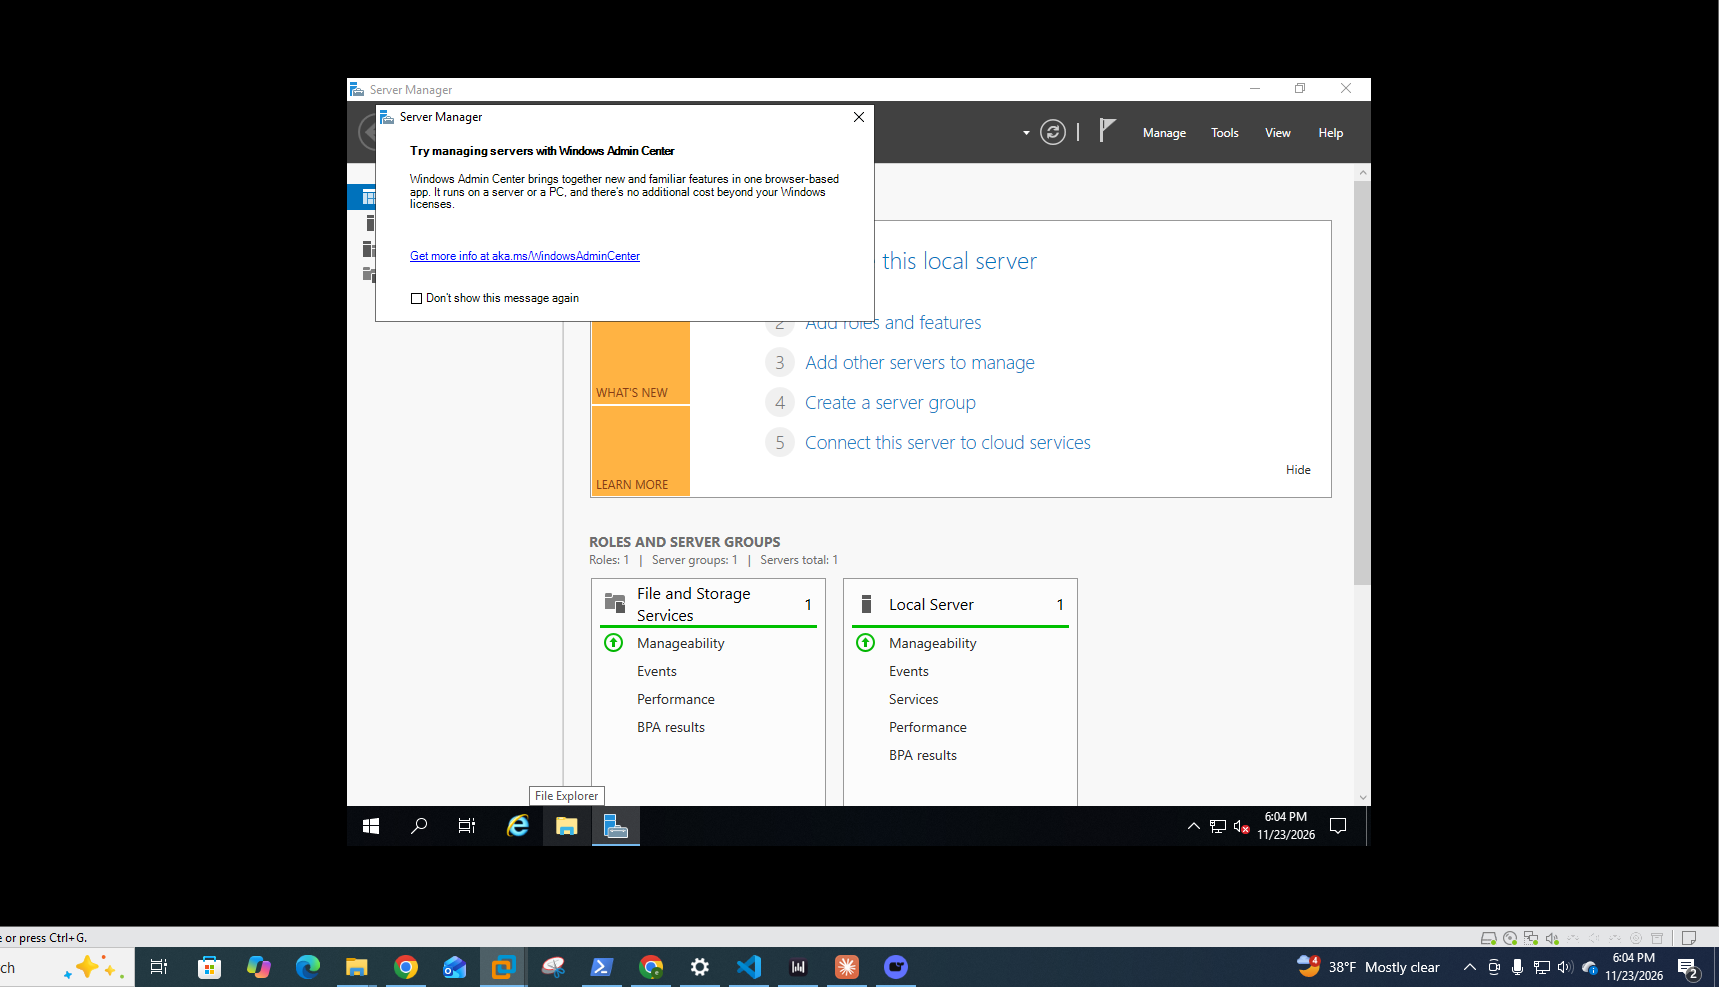 Server Manager
Server Manager
Manage
Tools
View
Help
Try managing servers with Windows Admin Center
Windows Admin Center brings together new and familiar features in one browser-based
app. It runs on a server or a PC, and there's no additional cost beyond your Windows
licenses.
Get more info at aka.ms/WindowsAdminCenter
Don't show this message again
this local server
2 Add roles and features
3 Add other servers to manage
4 Create a server group
5 Connect this server to cloud services
WHAT'S NEW
LEARN MORE
Hide
ROLES AND SERVER GROUPS
Roles: 1 | Server groups: 1 | Servers total: 1
File and Storage
Services
1
Manageability
Events
Performance
BPA results
Local Server
1
Manageability
Events
Services
Performance
BPA results
File Explorer
6:04 PM
11/23/2026
e or press Ctrl+G.
ch
4
38°F Mostly clear
6:04 PM
11/23/2026
2